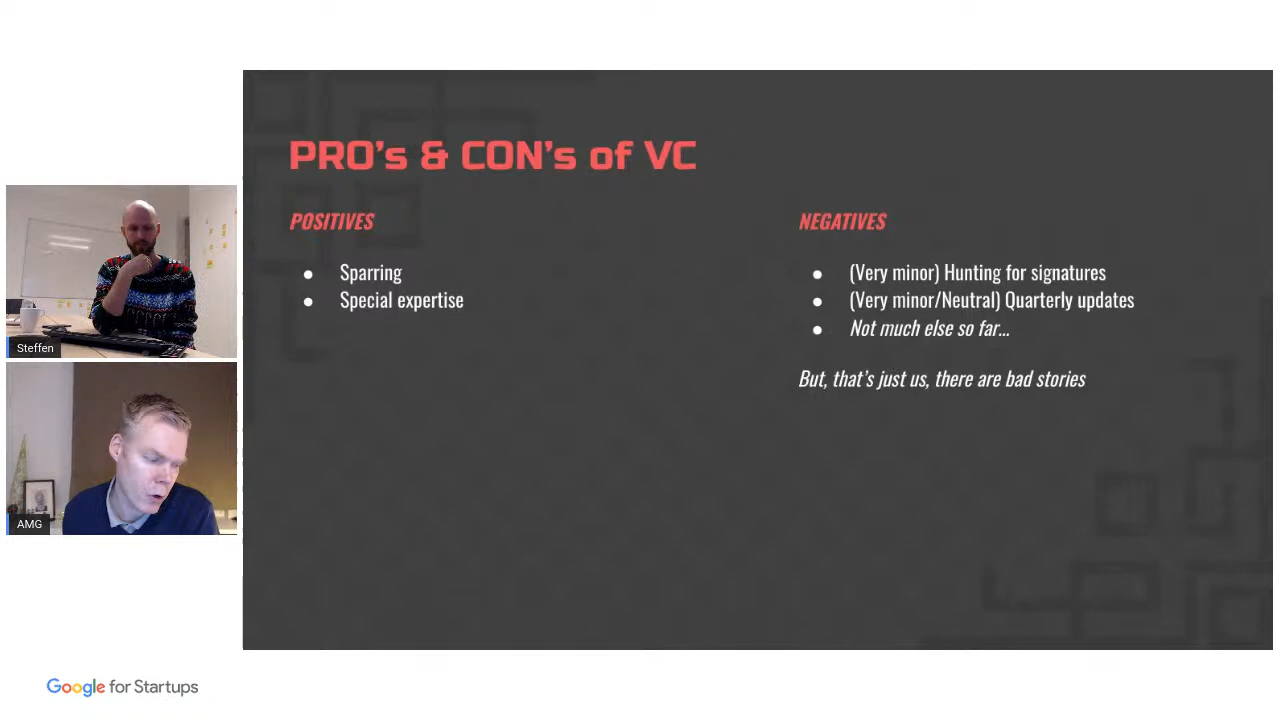 PRO's & CON's of VC
POSITIVES
● Sparring
● Special expertise
NEGATIVES
● (Very minor) Hunting for signatures
● (Very minor/Neutral) Quarterly updates
● Not much else so far...
But, that's just us, there are bad stories
Steffen
AMG
Google for Startups